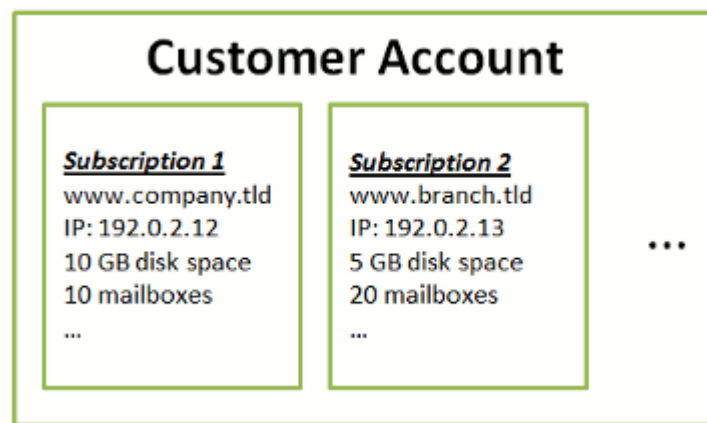 Customer Account
Subscription 1
www.company.tld
IP: 192.0.2.12
10 GB disk space
10 mailboxes
...
Subscription 2
www.branch.tld
IP: 192.0.2.13
5 GB disk space
20 mailboxes
...
...